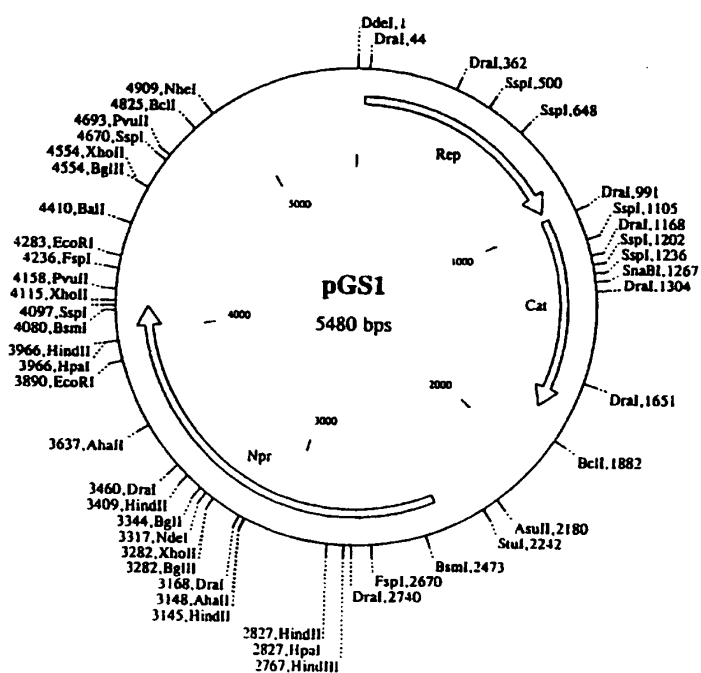 DdeI,1
DraI,44
DraI,362
SspI,500
SspI,648
DraI,991
SspI,1105
DraI,1168
SspI,1202
SspI,1236
SnaBI,1267
DraI,1304
DraI,1651
BclI,1882
AsuII,2180
StuI,2242
BsmI,2473
FspI,2670
DraI,2740
2767,HindIII
2827,HpaI
2827,HindII
3145,HindII
3148,AhaII
3168,DraI
3282,BglII
3282,XhoII
3317,NdeI
3344,BglI
3409,HindII
3460,DraI
3637,AhaII
3890,EcoRI
3966,HpaI
3966,HindII
4080,BsmI
4097,SspI
4115,XhoII
4158,PvuII
4236,FspI
4283,EcoRI
4410,BalI
4554,BglII
4554,XhoII
4670,SspI
4693,PvuII
4825,BclI
4909,NheI
Rep
Cat
Npr
1000
2000
3000
4000
5000
pGS1
5480 bps